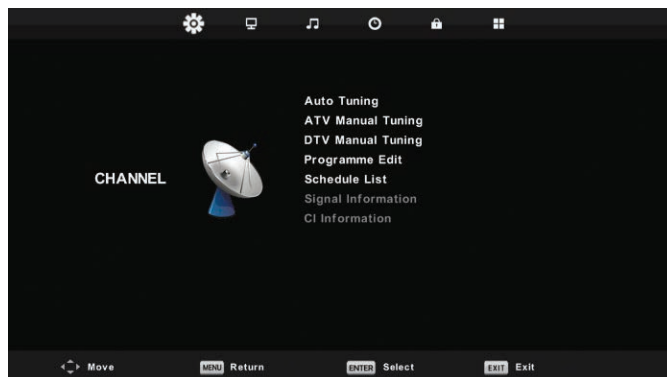 Auto Tuning
ATV Manual Tuning
DTV Manual Tuning
Programme Edit
CHANNEL
Schedule List
Signal Information
CI Information
Move MENU Return ENTER Select EXIT Exit